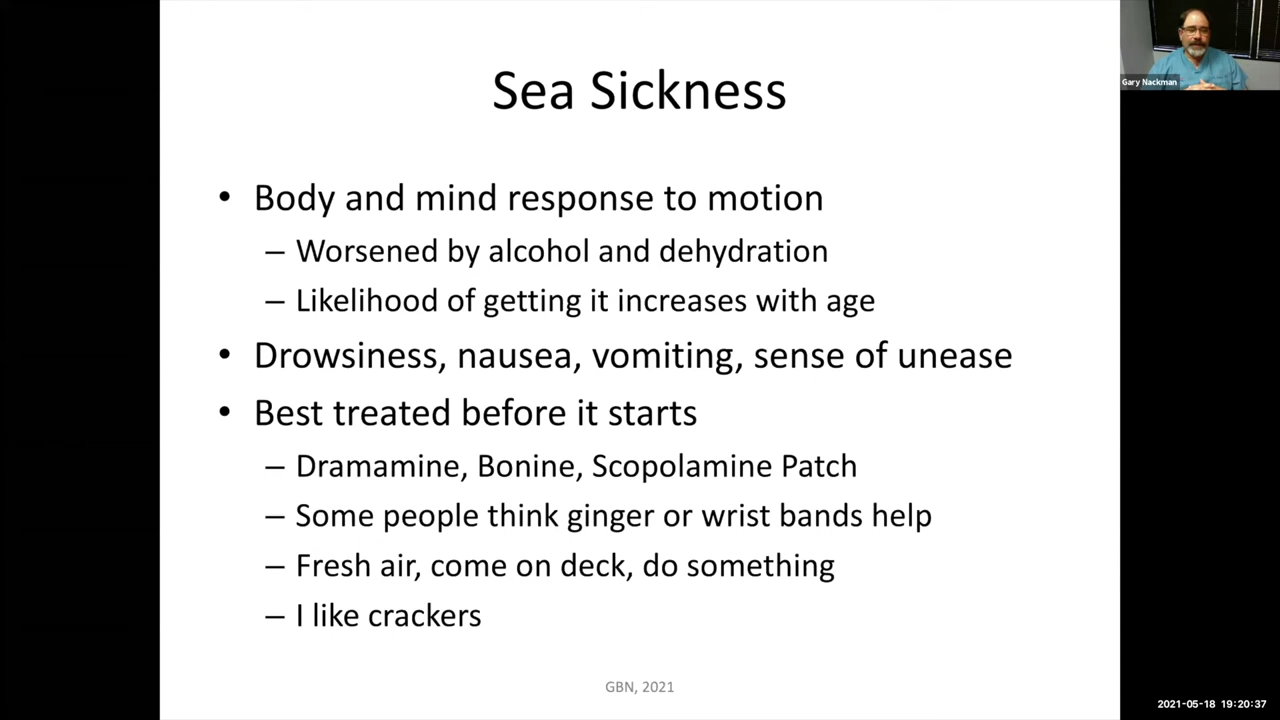 Sea Sickness
• Body and mind response to motion
– Worsened by alcohol and dehydration
– Likelihood of getting it increases with age
• Drowsiness, nausea, vomiting, sense of unease
• Best treated before it starts
– Dramamine, Bonine, Scopolamine Patch
– Some people think ginger or wrist bands help
– Fresh air, come on deck, do something
– I like crackers
GBN, 2021
Gary Nackman
2021-05-18 19:20:37